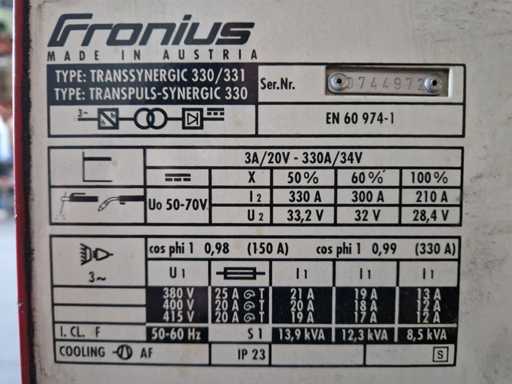 Fronius
MADE IN AUSTRIA
TYPE: TRANSSYNERGIC 330/331
TYPE: TRANSPULS-SYNERGIC 330
Ser.Nr. 0744972
3~
EN 60 974-1
3A/20V - 330A/34V
X 50% 60% 100%
Uo 50-70V
I2 330 A 300 A 210 A
U2 33,2 V 32 V 28,4 V
cos phi 1 0,98 (150 A) cos phi 1 0,99 (330 A)
3~ U1 I1 I1 I1
380 V 25 A T 21 A 19 A 13 A
400 V 20 A T 20 A 18 A 12 A
415 V 20 A T 19 A 17 A 12 A
I. CL. F 50-60 Hz S1 13,9 kVA 12,3 kVA 8,5 kVA
COOLING AF IP 23 S